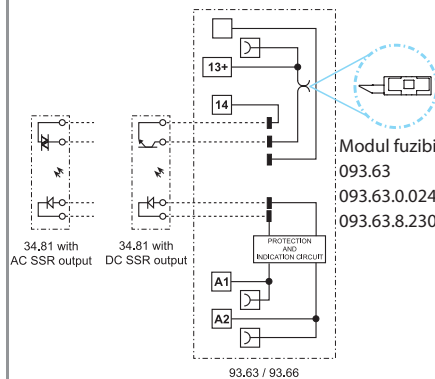 13+
14
Modul fuzibi
093.63
093.63.0.024
093.63.8.230
34.81 with
AC SSR output
34.81 with
DC SSR output
PROTECTION
AND
INDICATION CIRCUIT
A1
A2
93.63 / 93.66